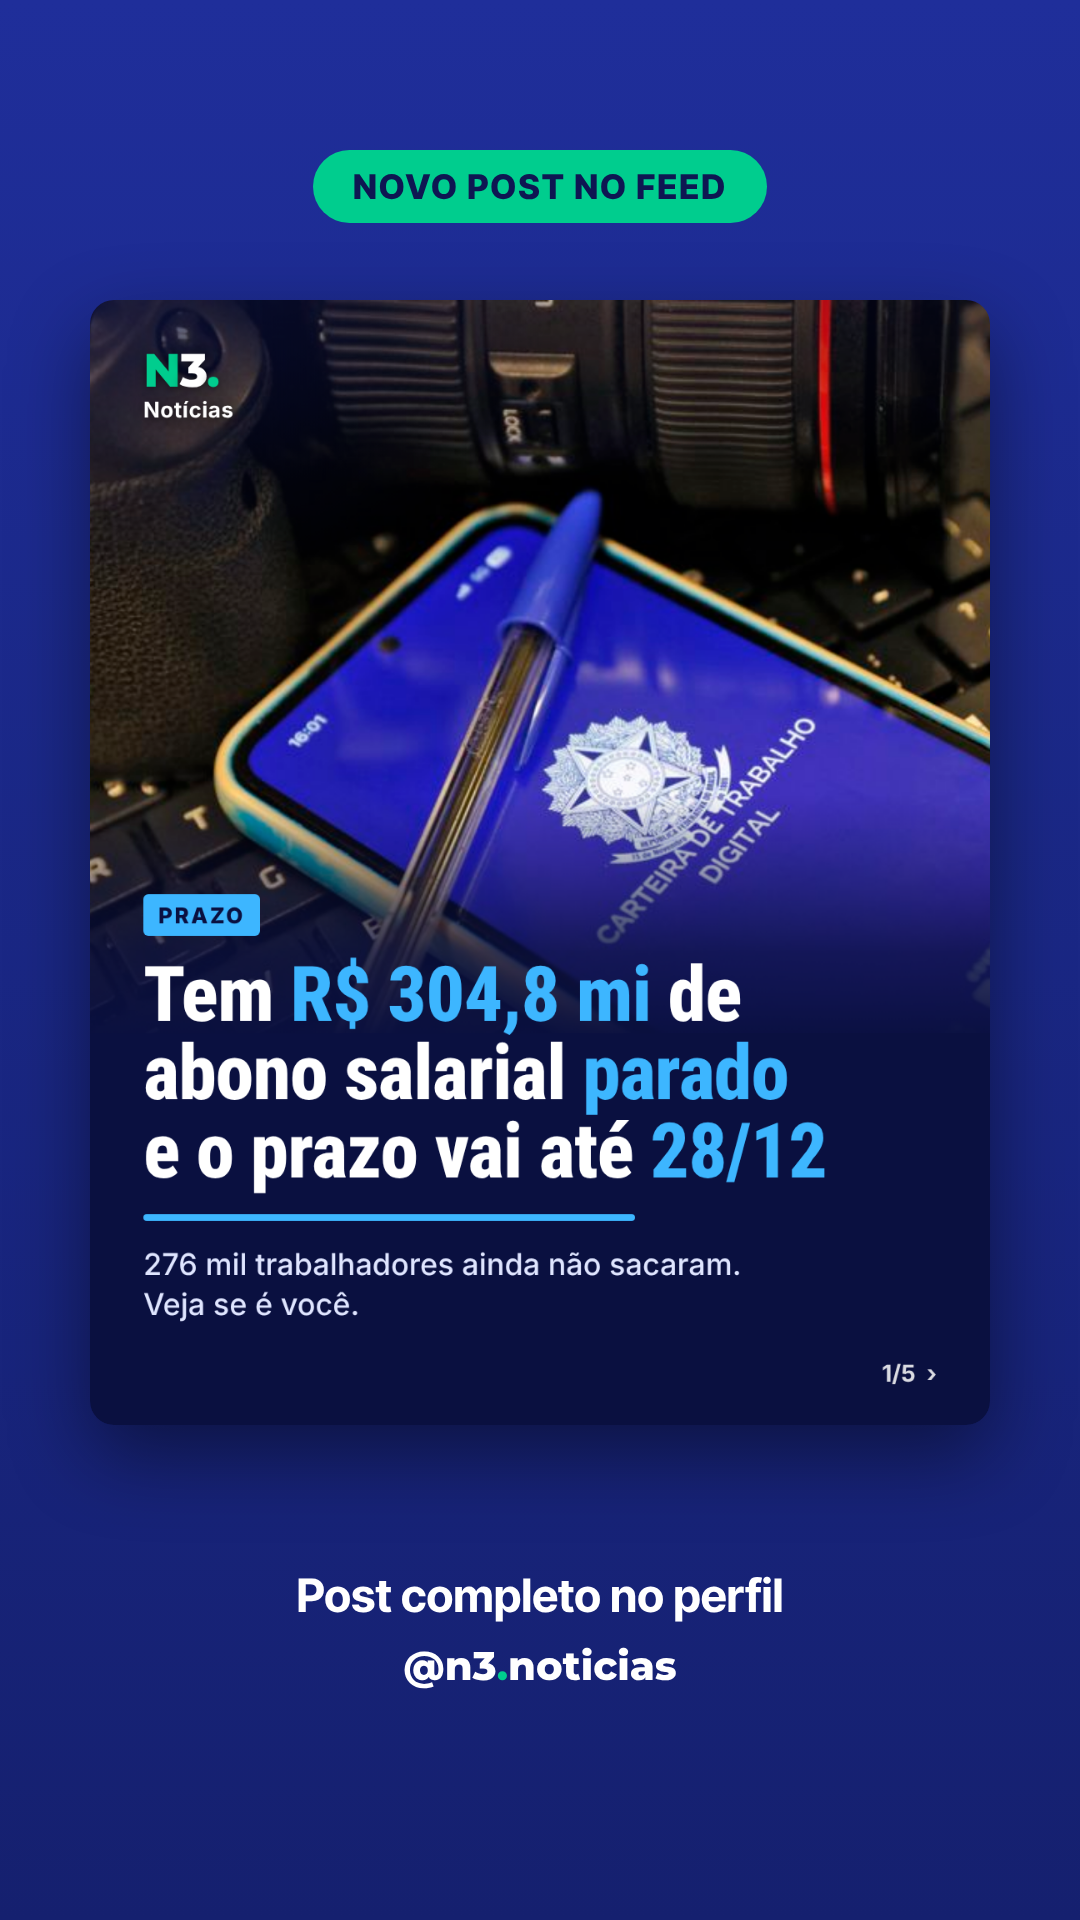 NOVO POST NO FEED
N3.
Notícias
LOCK
16:01
CARTEIRA DE TRABALHO
DIGITAL
T
R
G
PRAZO
Tem R$ 304,8 mi de
abono salarial parado
e o prazo vai até 28/12
276 mil trabalhadores ainda não sacaram.
Veja se é você.
1/5 ›
Post completo no perfil
@n3.noticias